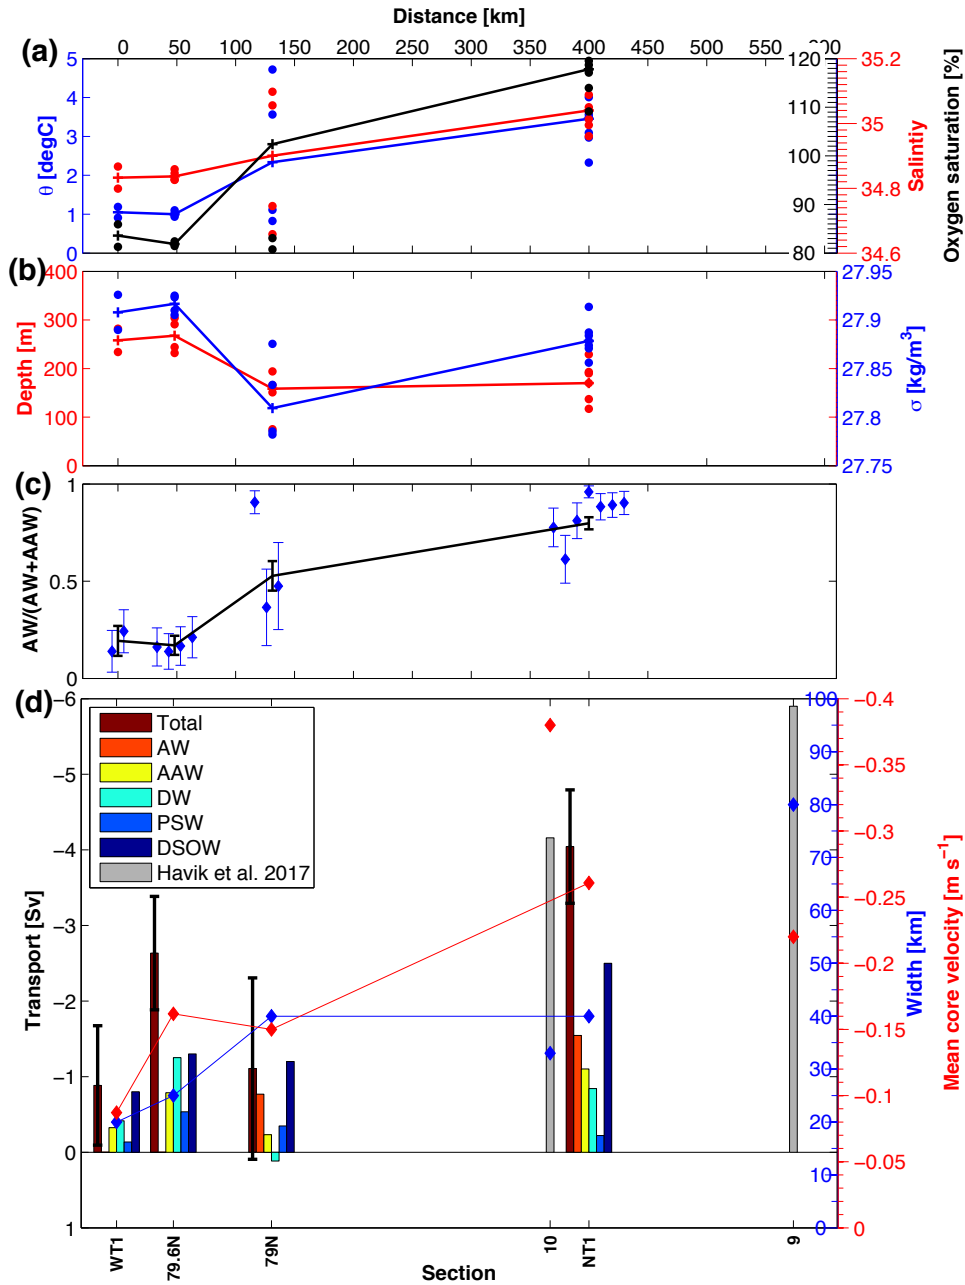 Distance [km]
0 50 100 150 200 250 300 350 400 450 500 550 600
(a)
5
4
3
2
1
0
θ [degC]
120
110
100
90
80
35.2
35
34.8
34.6
Salintiy
Oxygen saturation [%]
(b)
400
300
200
100
0
Depth [m]
27.95
27.9
27.85
27.8
27.75
σ [kg/m³]
(c)
1
0.5
0
AW/(AW+AAW)
(d)
−6
−5
−4
−3
−2
−1
0
1
Transport [Sv]
Total
AW
AAW
DW
PSW
DSOW
Havik et al. 2017
100
90
80
70
60
50
40
30
20
10
0
Width [km]
−0.4
−0.35
−0.3
−0.25
−0.2
−0.15
−0.1
−0.05
0
Mean core velocity [m s⁻¹]
WT1
79.6N
79N
10
NT1
9
Section